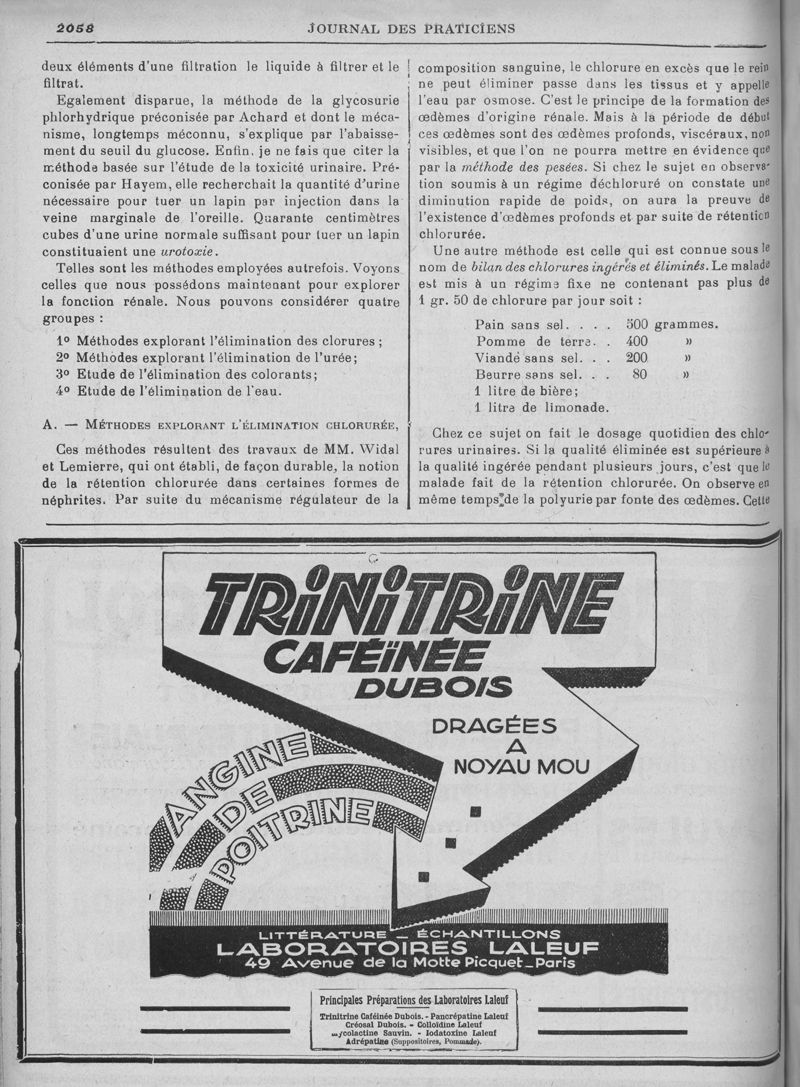 2058 JOURNAL DES PRATICIENS
deux éléments d'une filtration le liquide à filtrer et le
filtrat.
Egalement disparue, la méthode de la glycosurie
phlorhydrique préconisée par Achard et dont le méca-
nisme, longtemps méconnu, s'explique par l'abaisse-
ment du seuil du glucose. Enfin, je ne fais que citer la
méthode basée sur l'étude de la toxicité urinaire. Pré-
conisée par Hayem, elle recherchait la quantité d'urine
nécessaire pour tuer un lapin par injection dans la
veine marginale de l'oreille. Quarante centimètres
cubes d'une urine normale suffisant pour tuer un lapin
constituaient une urotoxie.
Telles sont les méthodes employées autrefois. Voyons
celles que nous possédons maintenant pour explorer
la fonction rénale. Nous pouvons considérer quatre
groupes :
1º Méthodes explorant l'élimination des clorures ;
2º Méthodes explorant l'élimination de l'urée;
3º Etude de l'élimination des colorants;
4º Etude de l'élimination de l'eau.
A. — MÉTHODES EXPLORANT L'ÉLIMINATION CHLORURÉE,
Ces méthodes résultent des travaux de MM. Widal
et Lemierre, qui ont établi, de façon durable, la notion
de la rétention chlorurée dans certaines formes de
néphrites. Par suite du mécanisme régulateur de la
composition sanguine, le chlorure en excès que le rein
ne peut éliminer passe dans les tissus et y appelle
l'eau par osmose. C'est le principe de la formation des
œdèmes d'origine rénale. Mais à la période de début
ces œdèmes sont des œdèmes profonds, viscéraux, non
visibles, et que l'on ne pourra mettre en évidence que
par la méthode des pesées. Si chez le sujet en observa-
tion soumis à un régime déchloruré on constate une
diminution rapide de poids, on aura la preuve de
l'existence d'œdèmes profonds et par suite de rétention
chlorurée.
Une autre méthode est celle qui est connue sous le
nom de bilan des chlorures ingérés et éliminés. Le malade
est mis à un régime fixe ne contenant pas plus de
1 gr. 50 de chlorure par jour soit :
Pain sans sel. . . . 500 grammes.
Pomme de terre. . 400 »
Viande sans sel. . . 200 »
Beurre sans sel. . . 80 »
1 litre de bière;
1 litre de limonade.
Chez ce sujet on fait le dosage quotidien des chlo-
rures urinaires. Si la qualité éliminée est supérieure à
la qualité ingérée pendant plusieurs jours, c'est que le
malade fait de la rétention chlorurée. On observe en
même temps de la polyurie par fonte des œdèmes. Cette
TRINITRINE
CAFÉÏNÉE
DUBOIS
DRAGÉES
A
NOYAU MOU
ANGINE
DE
POITRINE
LITTÉRATURE _ ÉCHANTILLONS
LABORATOIRES LALEUF
49 Avenue de la Motte Picquet_Paris
Principales Préparations des Laboratoires Laleuf
Trinitrine Caféinée Dubois. - Pancrépatine Laleuf
Créosal Dubois. - Colloïdine Laleuf
colactine Sauvin. - Iodatoxine Laleuf
Adrépatine (Suppositoires, Pommade).